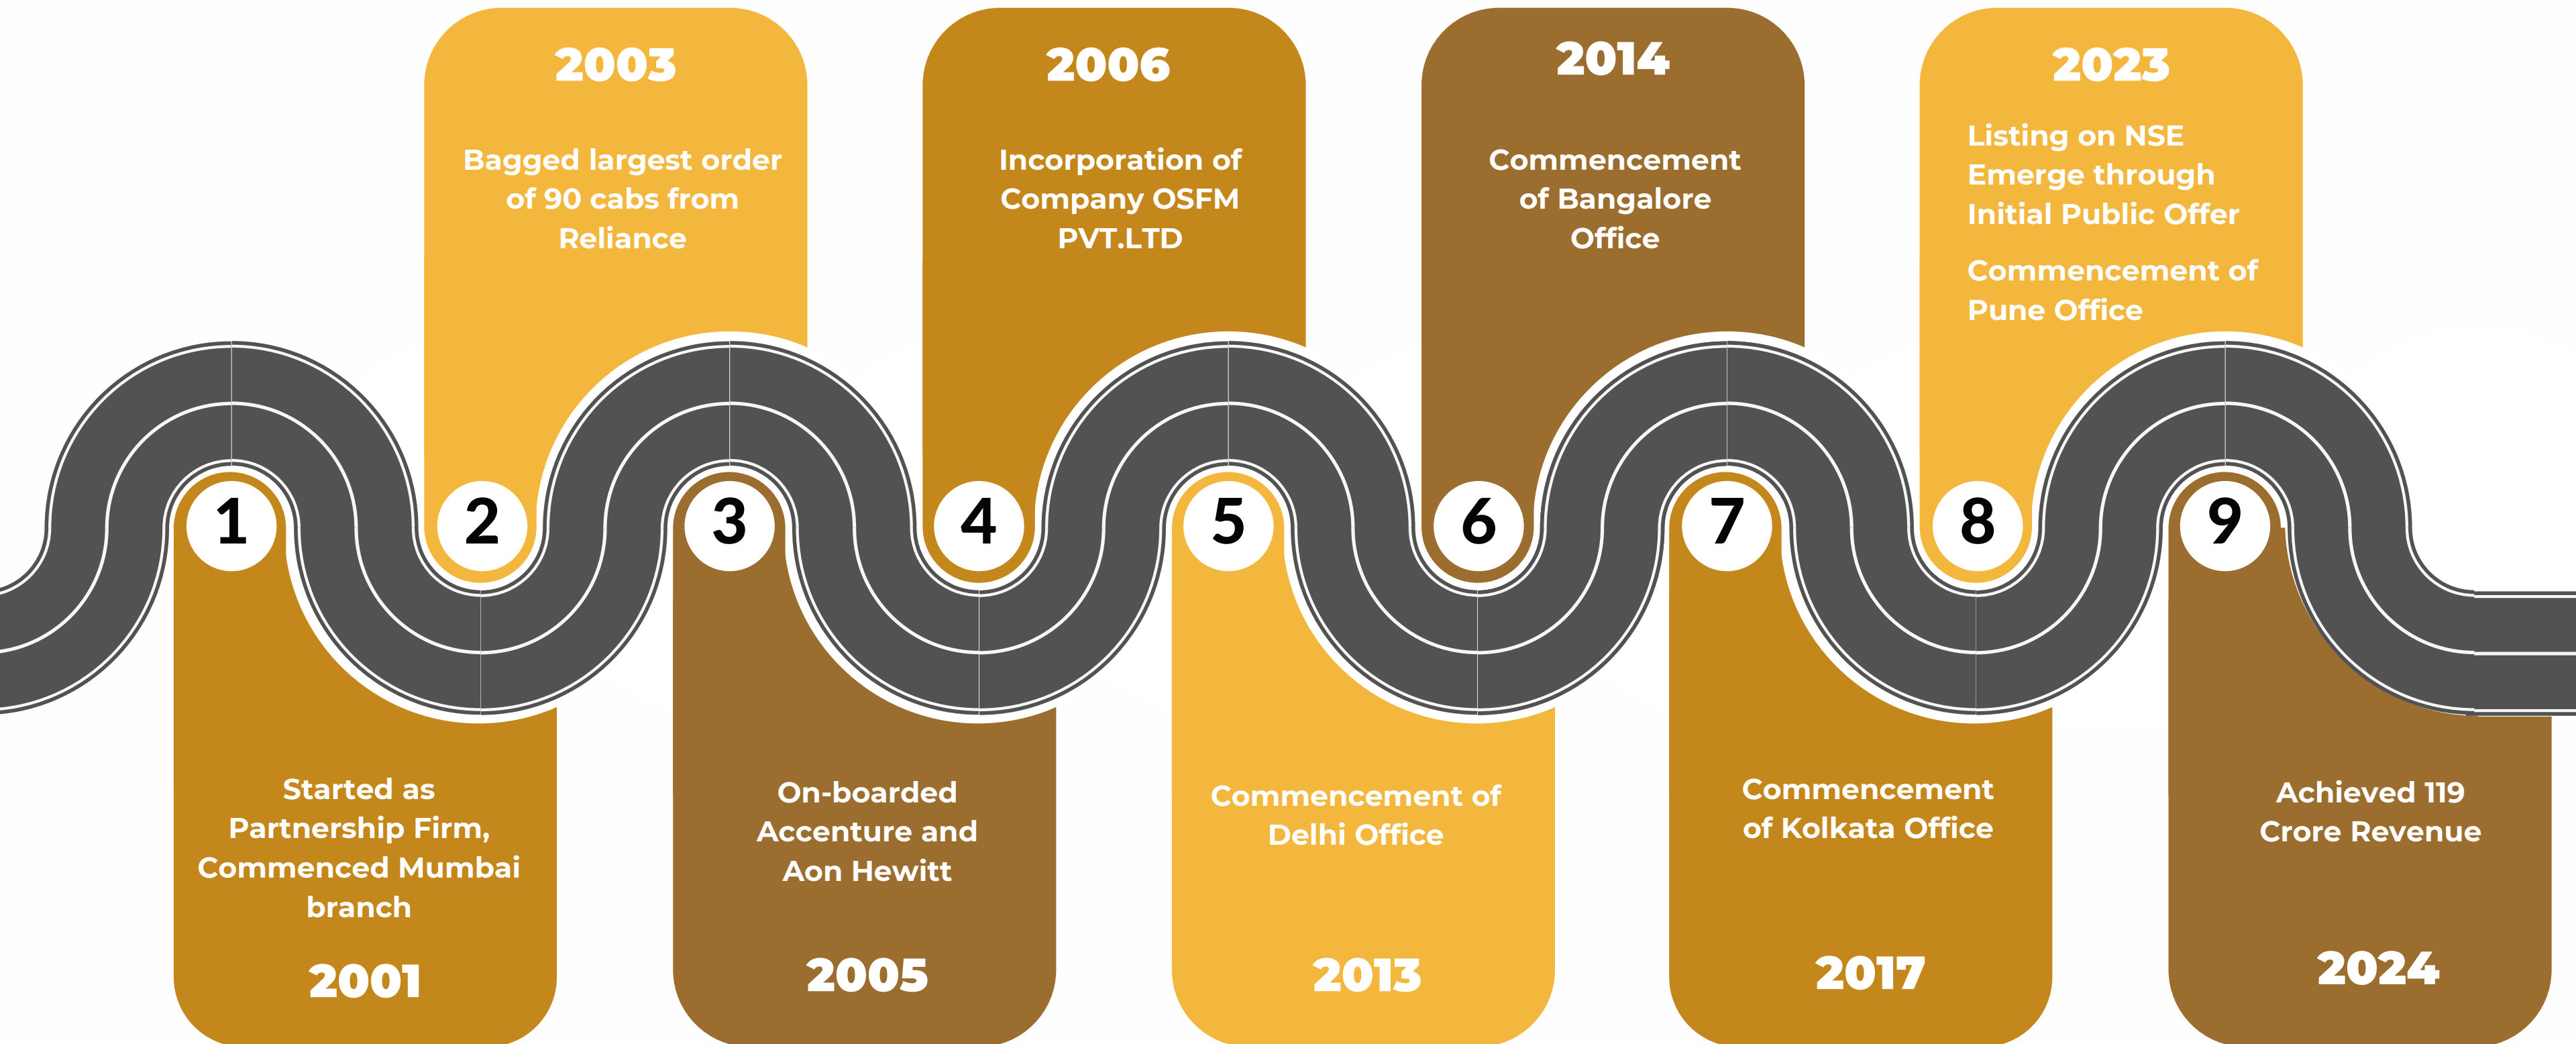 2003
Bagged largest order
of 90 cabs from
Reliance
2006
Incorporation of
Company OSFM
PVT.LTD
2014
Commencement
of Bangalore
Office
2023
Listing on NSE
Emerge through
Initial Public Offer
Commencement of
Pune Office
1
2
3
4
5
6
7
8
9
Started as
Partnership Firm,
Commenced Mumbai
branch
2001
On-boarded
Accenture and
Aon Hewitt
2005
Commencement of
Delhi Office
2013
Commencement
of Kolkata Office
2017
Achieved 119
Crore Revenue
2024